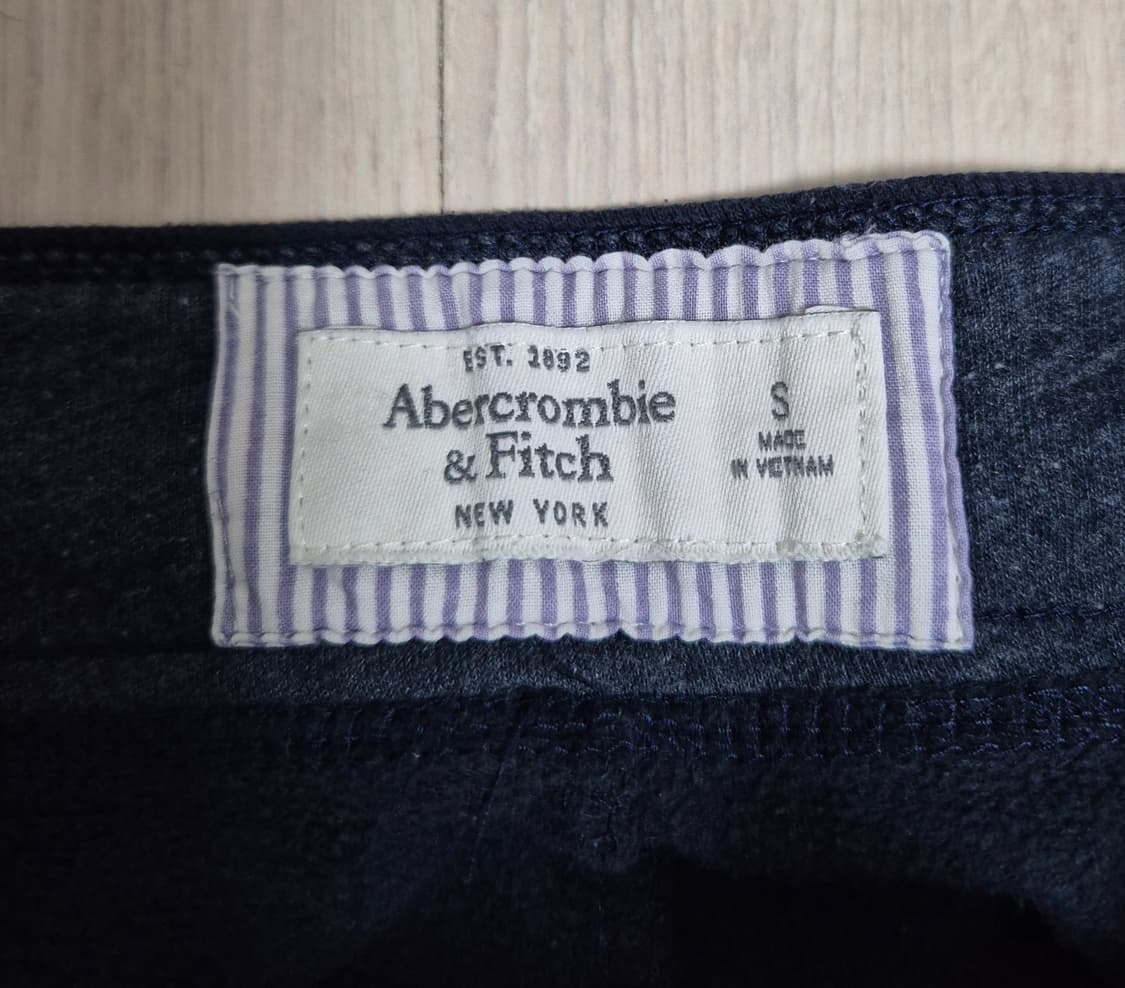 EST. 1892
Abercrombie
& Fitch
NEW YORK
S
MADE
IN VIETNAM